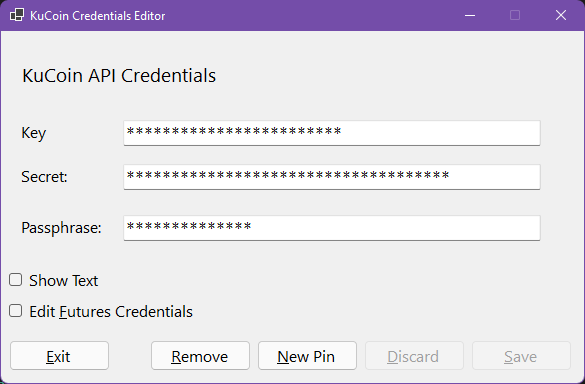 KuCoin Credentials Editor
KuCoin API Credentials
Key ************************
Secret: ************************************
Passphrase: **************
Show Text
Edit Futures Credentials
Exit Remove New Pin Discard Save